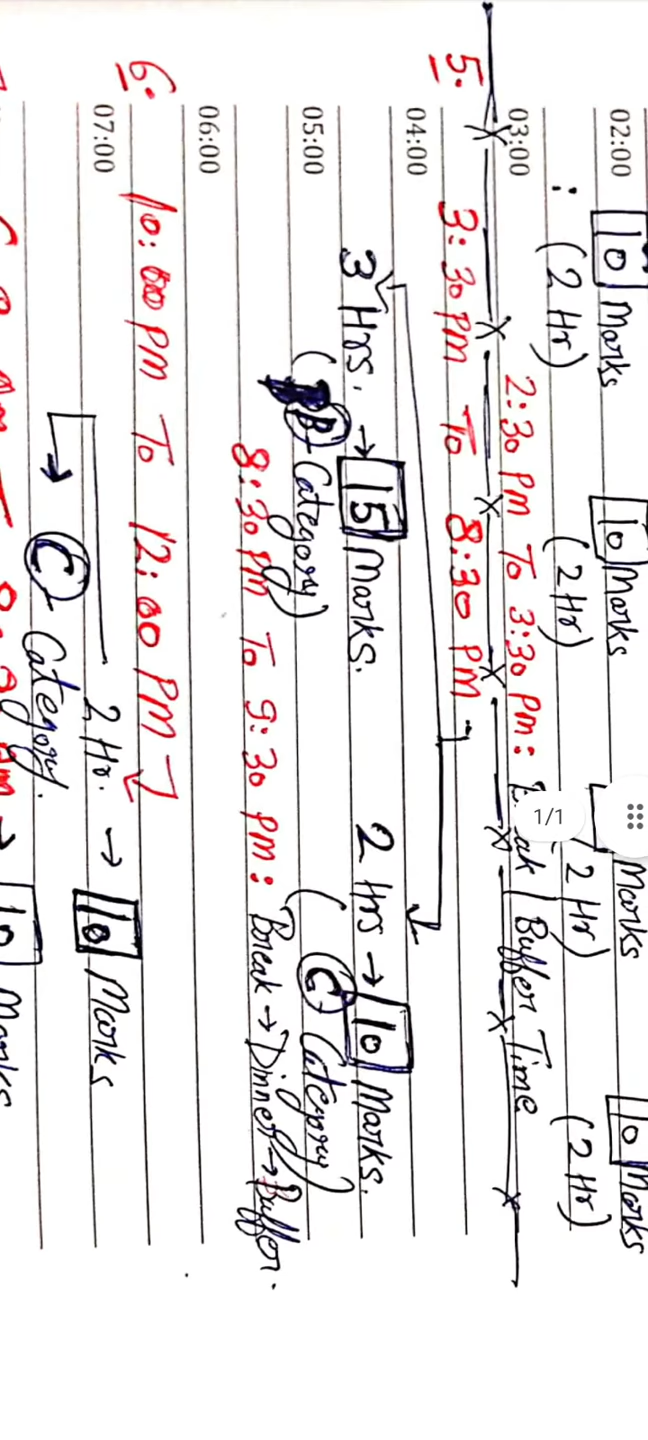 02:00
10 Marks 10 Marks Marks 10 Marks
: (2 Hr) (2 Hr) 2 Hr) (2 Hr)
03:00 2:30 PM To 3:30 PM: Buffer Time
1/1
5. 3:30 PM To 8:30 PM
04:00
3 Hrs. → 15 Marks. 2 Hrs → 10 Marks.
05:00 (B Category) (C Category)
8:30 PM To 9:30 PM: Break → Dinner → Buffer.
06:00
6. 10:00 PM To 12:00 PM
07:00 2 Hr. → 10 Marks
→ C Category.
10 Marks